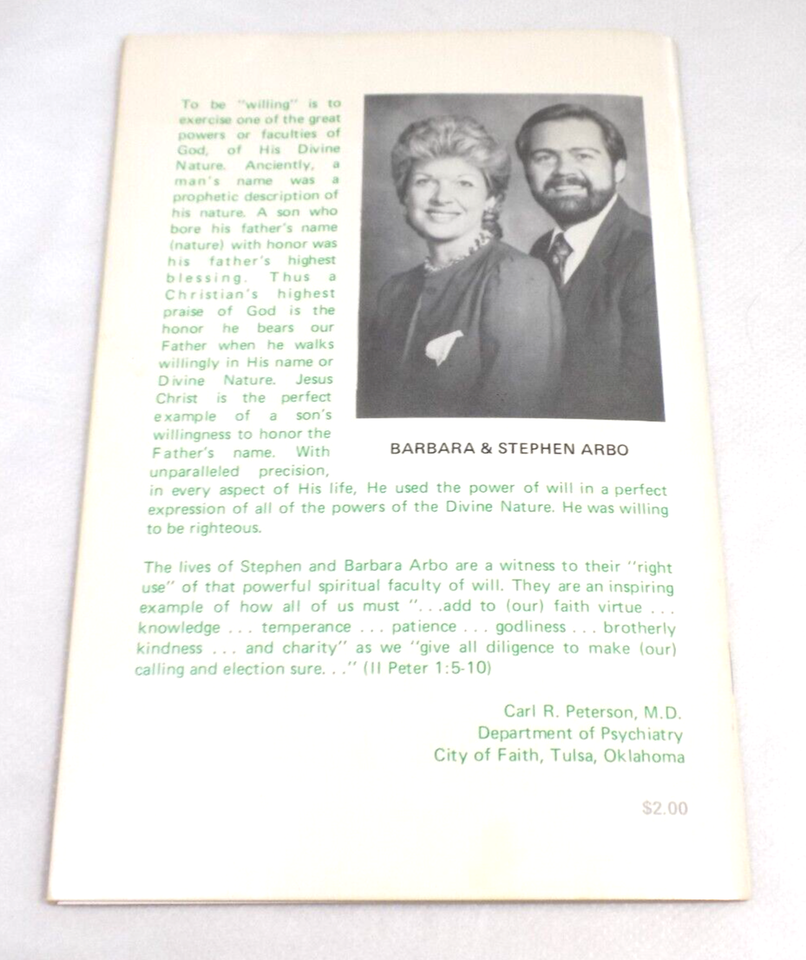 To be "willing" is to
exercise one of the great
powers or faculties of
God, of His Divine
Nature. Anciently, a
man's name was a
prophetic description of
his nature. A son who
bore his father's name
(nature) with honor was
his father's highest
blessing. Thus a
Christian's highest
praise of God is the
honor he bears our
Father when he walks
willingly in His name or
Divine Nature. Jesus
Christ is the perfect
example of a son's
willingness to honor the
Father's name. With
unparalleled precision,
in every aspect of His life, He used the power of will in a perfect
expression of all of the powers of the Divine Nature. He was willing
to be righteous.
BARBARA & STEPHEN ARBO
The lives of Stephen and Barbara Arbo are a witness to their "right
use" of that powerful spiritual faculty of will. They are an inspiring
example of how all of us must "...add to (our) faith virtue ...
knowledge ... temperance ... patience ... godliness ... brotherly
kindness ... and charity" as we "give all diligence to make (our)
calling and election sure. . ." (II Peter 1:5-10)
Carl R. Peterson, M.D.
Department of Psychiatry
City of Faith, Tulsa, Oklahoma
$2.00